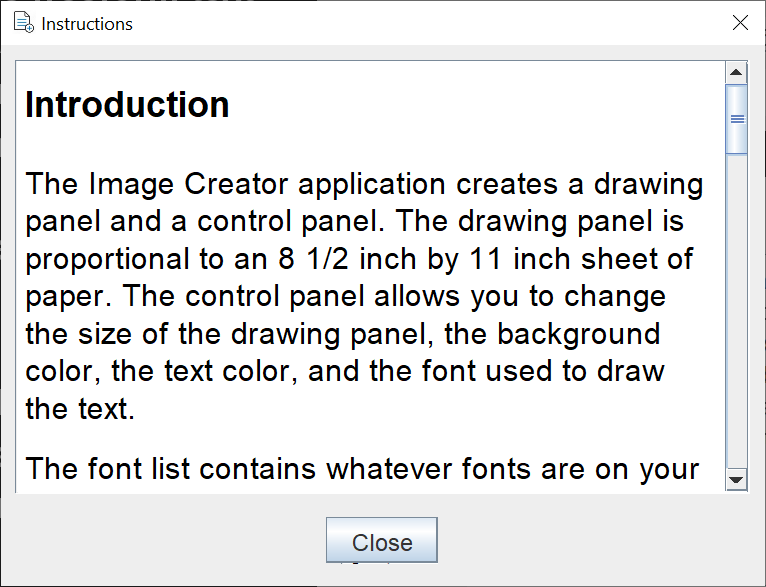 Instructions
Introduction
The Image Creator application creates a drawing
panel and a control panel. The drawing panel is
proportional to an 8 1/2 inch by 11 inch sheet of
paper. The control panel allows you to change
the size of the drawing panel, the background
color, the text color, and the font used to draw
the text.
The font list contains whatever fonts are on your
Close